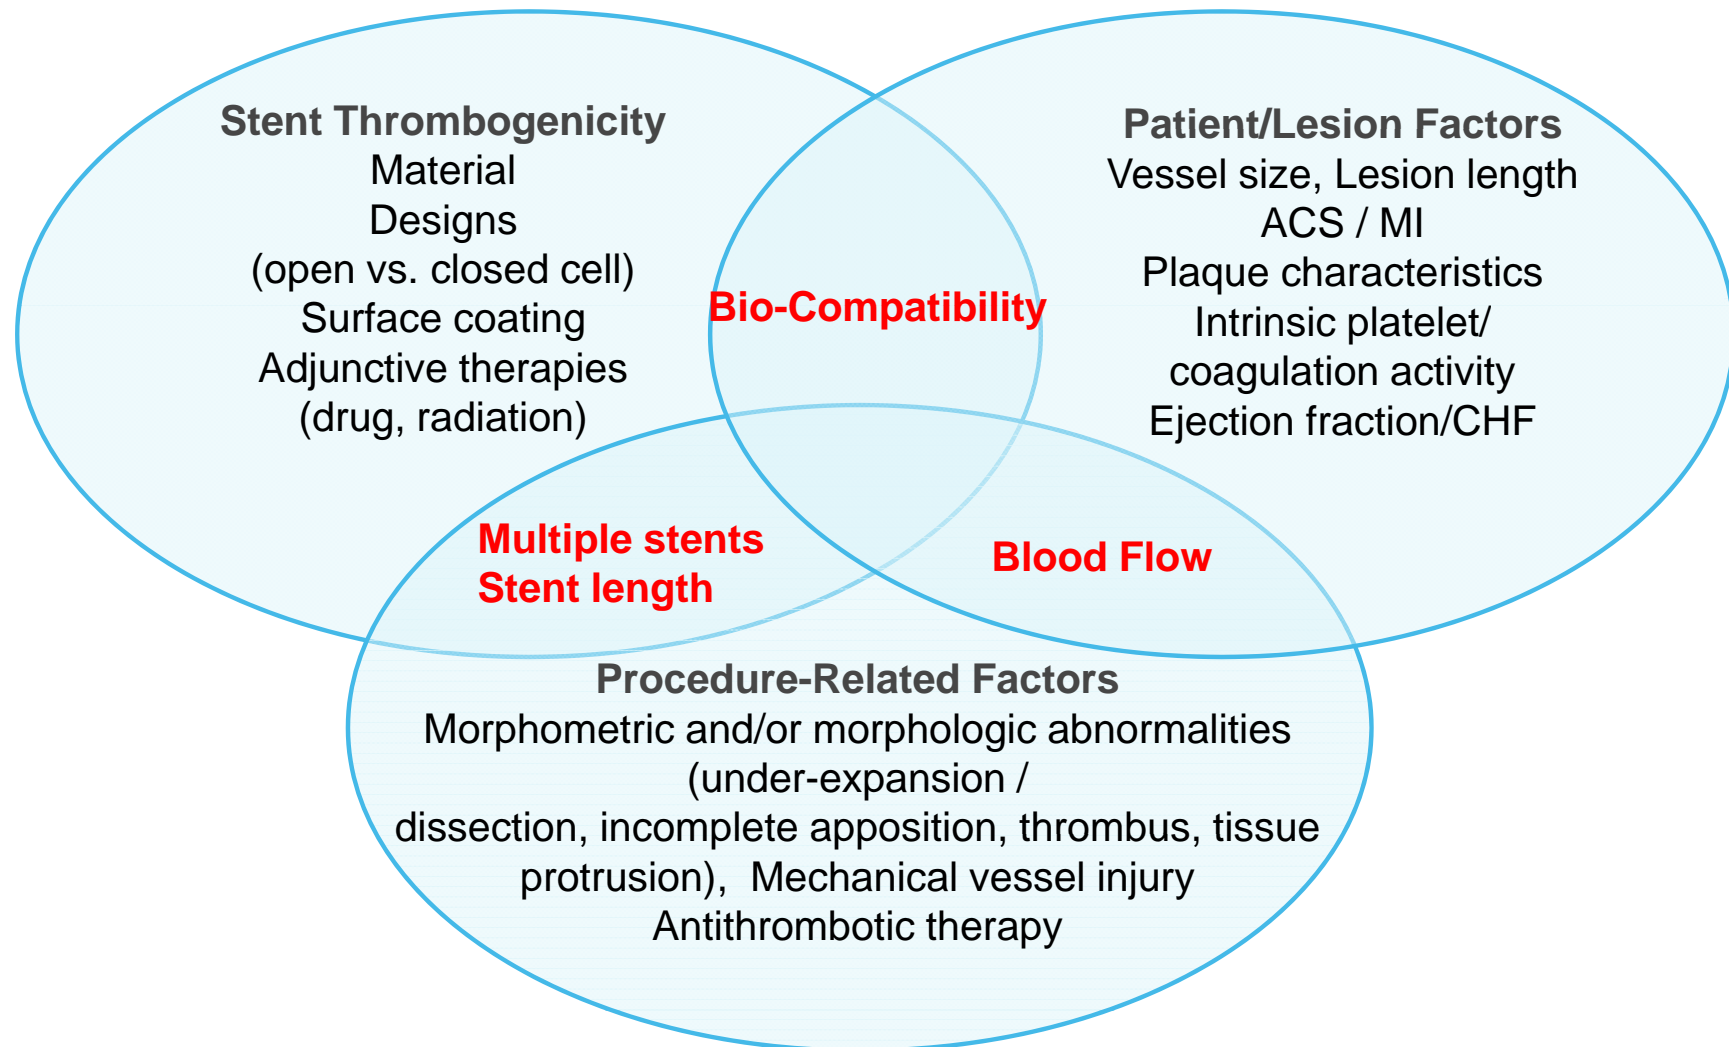 Stent Thrombogenicity
Material
Designs
(open vs. closed cell)
Surface coating
Adjunctive therapies
(drug, radiation)
Patient/Lesion Factors
Vessel size, Lesion length
ACS / MI
Plaque characteristics
Intrinsic platelet/
coagulation activity
Ejection fraction/CHF
Bio-Compatibility
Multiple stents
Stent length
Blood Flow
Procedure-Related Factors
Morphometric and/or morphologic abnormalities
(under-expansion /
dissection, incomplete apposition, thrombus, tissue
protrusion), Mechanical vessel injury
Antithrombotic therapy